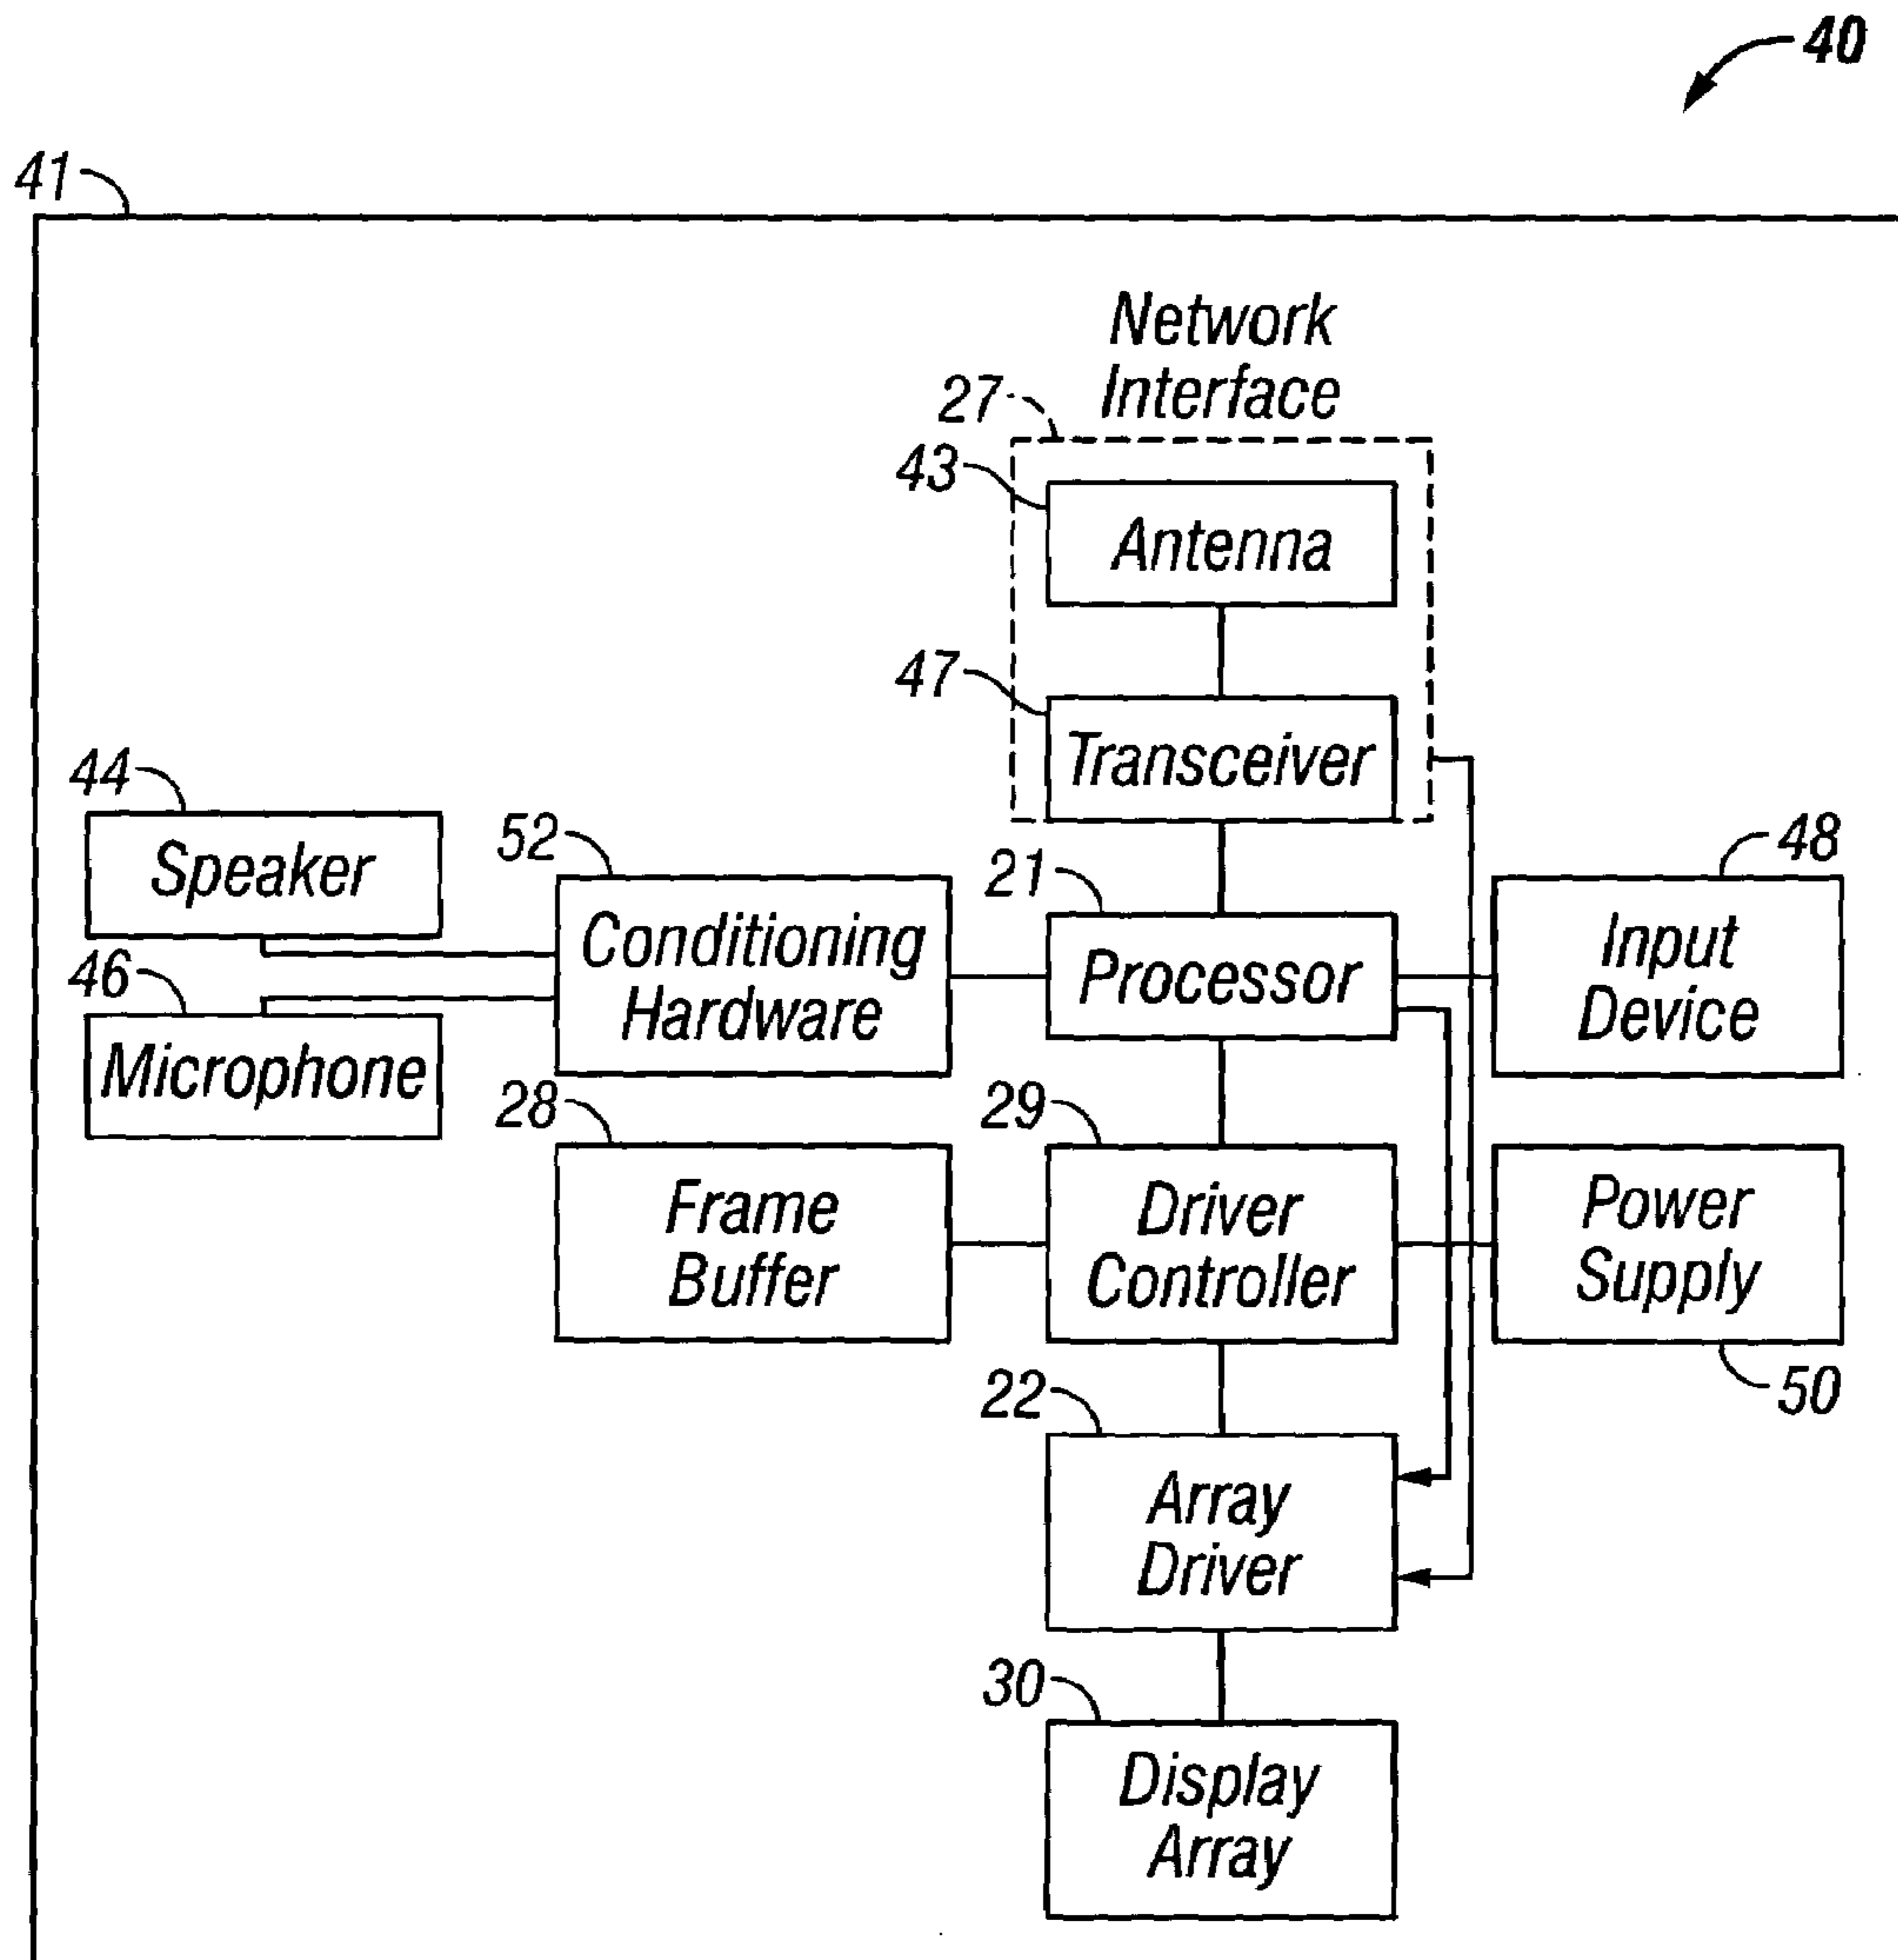 40
41
Network
Interface
27
43
Antenna
47
Transceiver
44
Speaker
52
Conditioning
Hardware
21
Processor
48
Input
Device
46
Microphone
28
Frame
Buffer
29
Driver
Controller
Power
Supply
50
22
Array
Driver
30
Display
Array